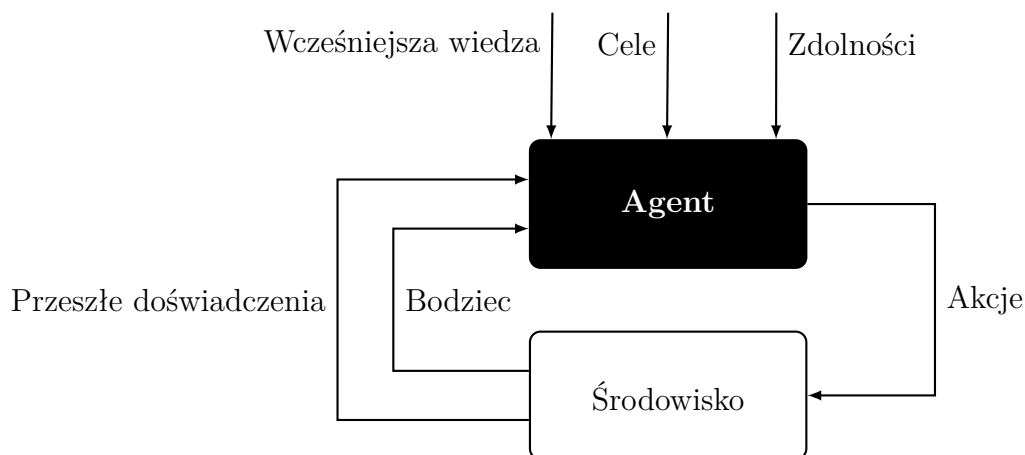 Wcześniejsza wiedza
Cele
Zdolności
Agent
Przeszłe doświadczenia
Bodziec
Akcje
Środowisko